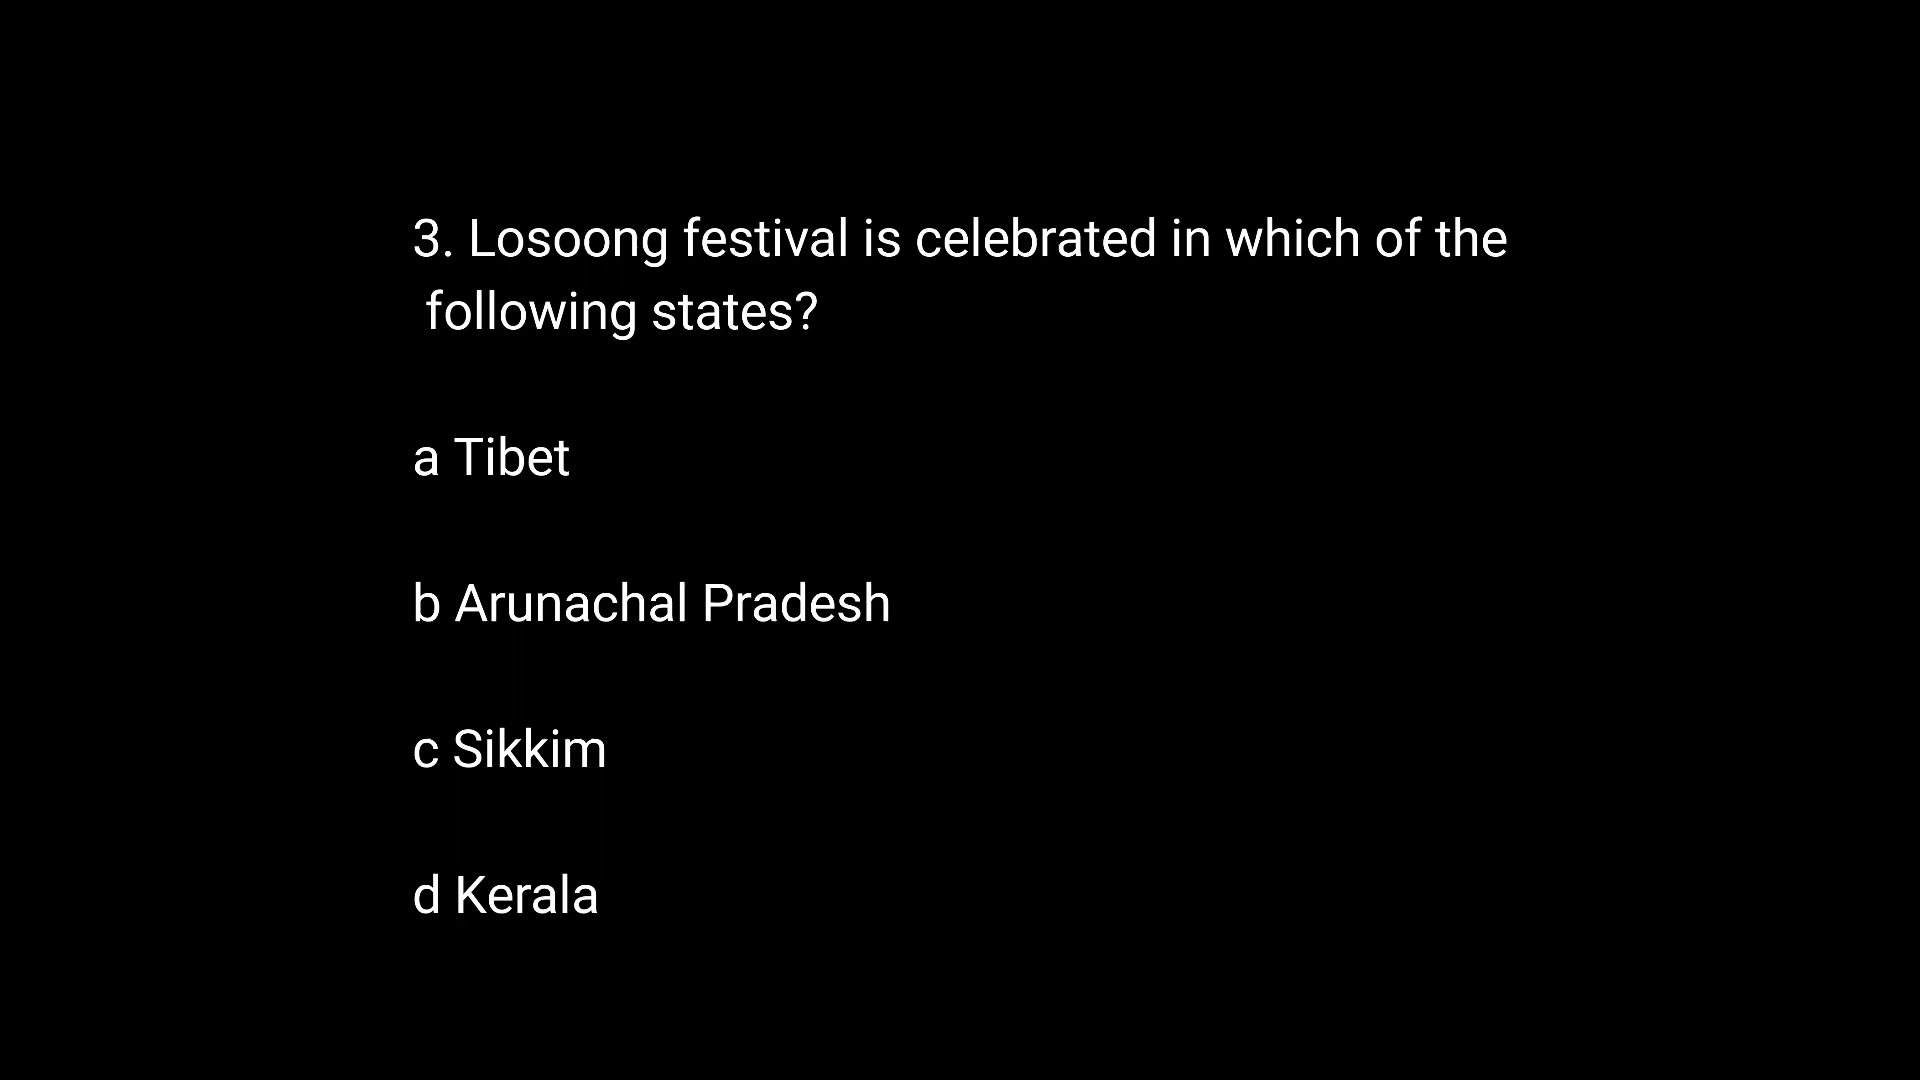 3. Losoong festival is celebrated in which of the
following states?
a Tibet
b Arunachal Pradesh
c Sikkim
d Kerala